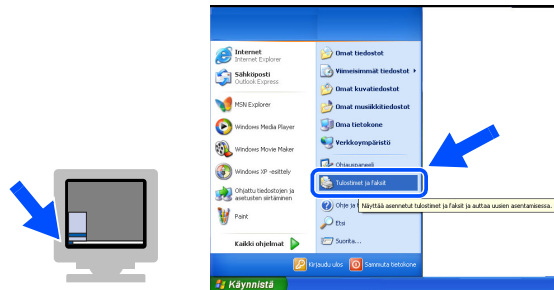 Internet
Internet Explorer
Sähköposti
Outlook Express
MSN Explorer
Windows Media Player
Windows Movie Maker
Windows XP -esittely
Ohjattu tiedostojen ja
asetusten siirtäminen
Paint
Kaikki ohjelmat
Omat tiedostot
Viimeisimmät tiedostot
Omat kuvatiedostot
Omat musiikkitiedostot
Oma tietokone
Verkkoympäristö
Ohjauspaneeli
Tulostimet ja faksit
Ohje ja t
Näyttää asennetut tulostimet ja faksit ja auttaa uusien asentamisessa.
Etsi
Suorita...
Kirjaudu ulos
Sammuta tietokone
Käynnistä